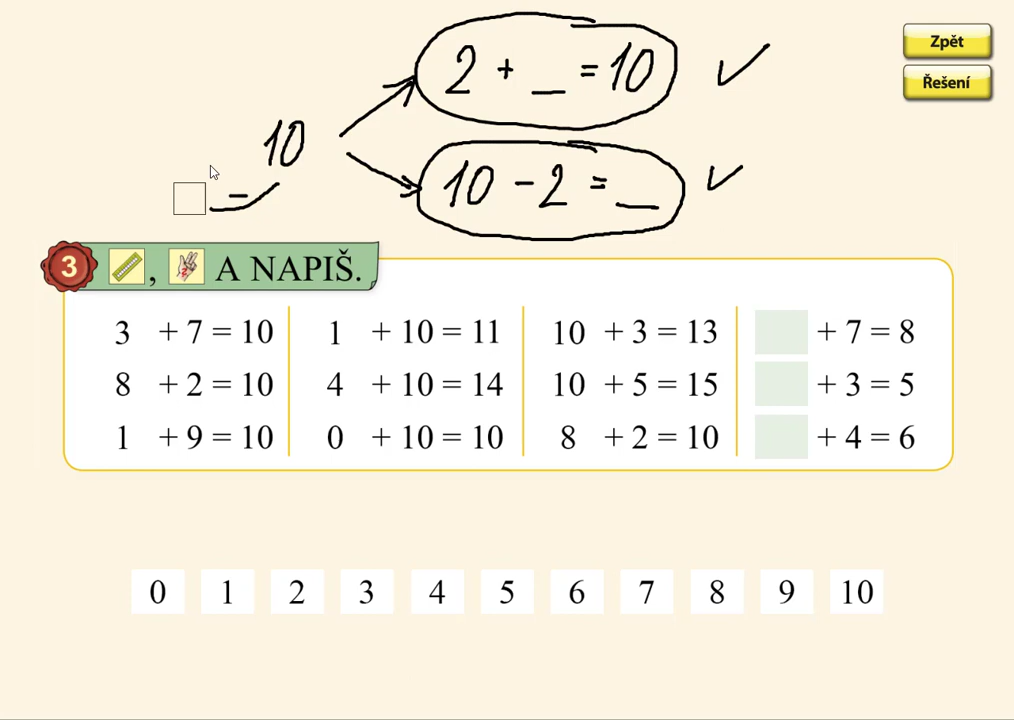 Zpět
Řešení
2 + _ = 10
10
10 - 2 = _
3 , A NAPIŠ.
3 + 7 = 10 1 + 10 = 11 10 + 3 = 13 + 7 = 8
8 + 2 = 10 4 + 10 = 14 10 + 5 = 15 + 3 = 5
1 + 9 = 10 0 + 10 = 10 8 + 2 = 10 + 4 = 6
0 1 2 3 4 5 6 7 8 9 10